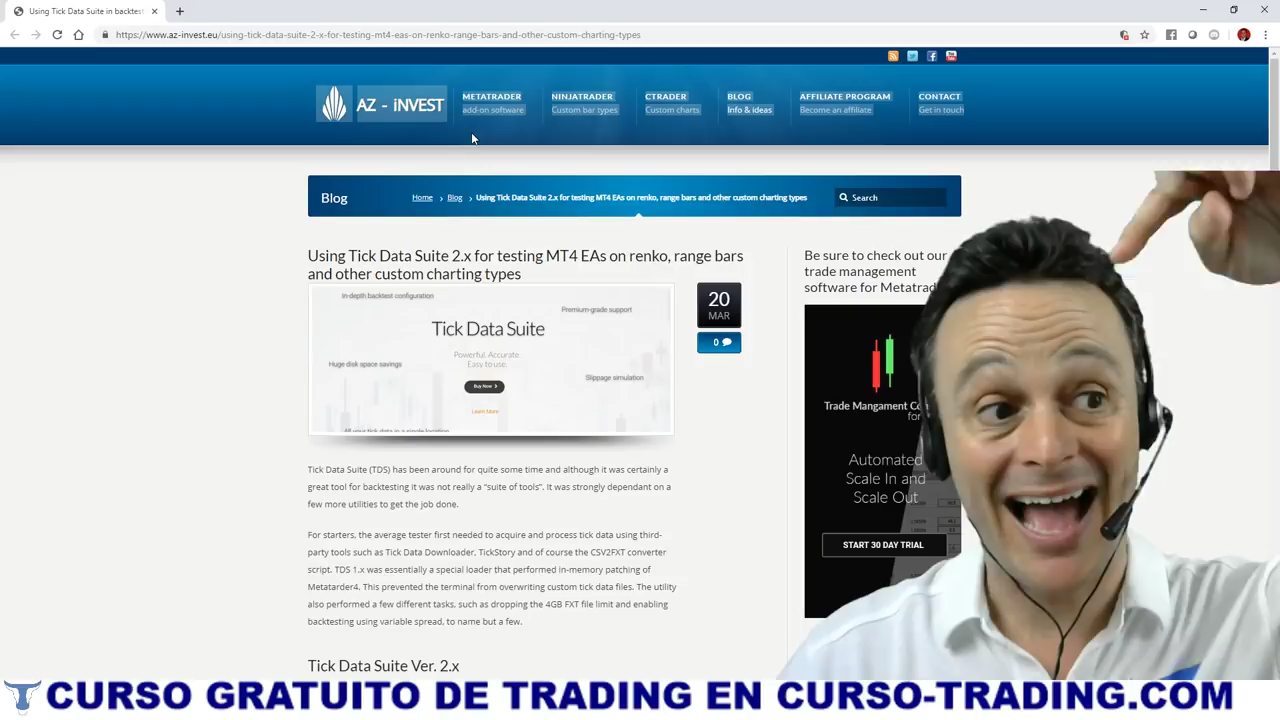 Using Tick Data Suite in backtes
https://www.az-invest.eu/using-tick-data-suite-2-x-for-testing-mt4-eas-on-renko-range-bars-and-other-custom-charting-types
AZ - iNVEST
METATRADER
add-on software
NINJATRADER
Custom bar types
CTRADER
Custom charts
BLOG
Info & ideas
AFFILIATE PROGRAM
Become an affiliate
CONTACT
Get in touch
Blog
Home › Blog › Using Tick Data Suite 2.x for testing MT4 EAs on renko, range bars and other custom charting types
Search
Using Tick Data Suite 2.x for testing MT4 EAs on renko, range bars
and other custom charting types
In-depth backtest configuration
Premium-grade support
Tick Data Suite
Powerful. Accurate.
Easy to use.
Huge disk space savings
Slippage simulation
Buy Now >
Learn More
All your tick data in a single location
20
MAR
0
Tick Data Suite (TDS) has been around for quite some time and although it was certainly a
great tool for backtesting it was not really a “suite of tools”. It was strongly dependant on a
few more utilities to get the job done.
For starters, the average tester first needed to acquire and process tick data using third-
party tools such as Tick Data Downloader, TickStory and of course the CSV2FXT converter
script. TDS 1.x was essentially a special loader that performed in-memory patching of
Metatarder4. This prevented the terminal from overwriting custom tick data files. The utility
also performed a few different tasks, such as dropping the 4GB FXT file limit and enabling
backtesting using variable spread, to name but a few.
Tick Data Suite Ver. 2.x
Be sure to check out our
trade management
software for Metatrad
Trade Mangament Co
for
Automated
Scale In and
Scale Out
START 30 DAY TRIAL
CURSO GRATUITO DE TRADING EN CURSO-TRADING.COM